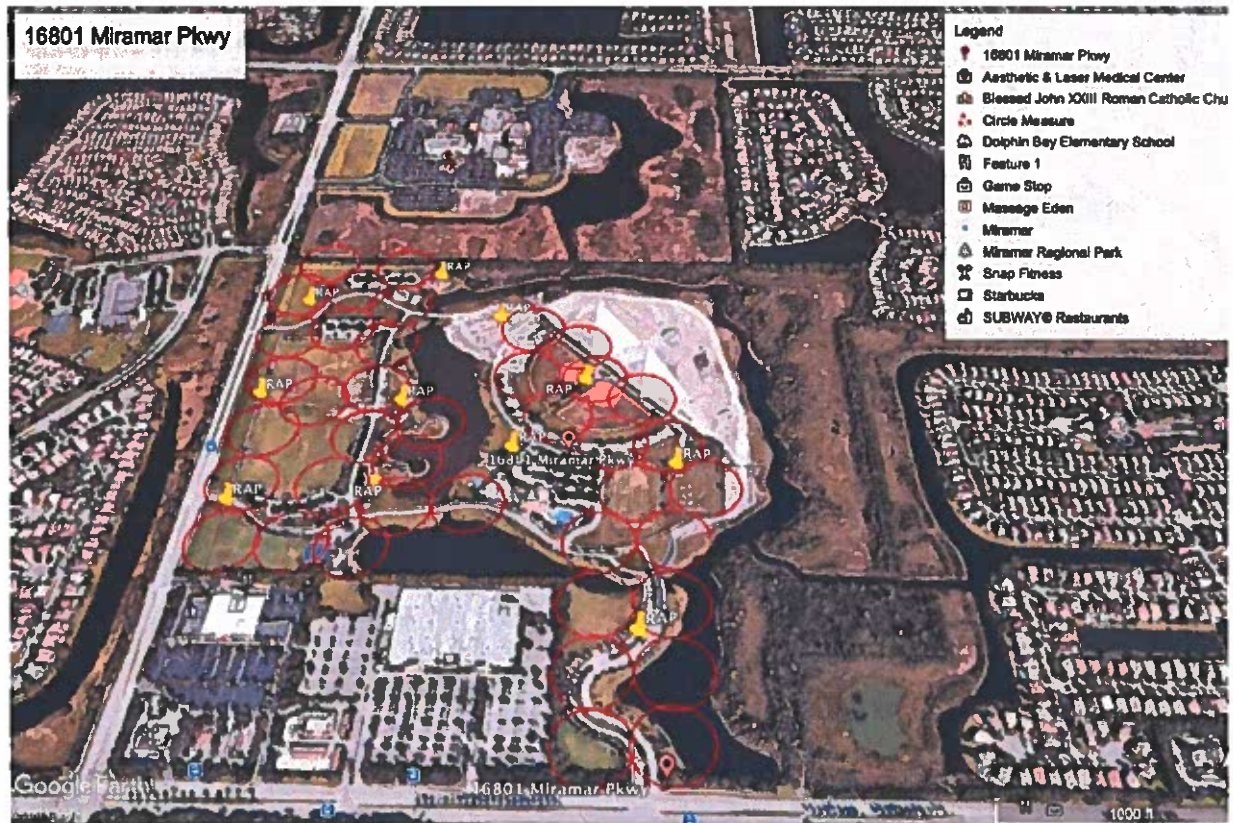 16801 Miramar Pkwy
Legend
16801 Miramar Pkwy
Aesthetic & Laser Medical Center
Blessed John XXIII Roman Catholic Chu
Circle Measure
Dolphin Bay Elementary School
Feature 1
Game Stop
Massage Eden
Miramar
Miramar Regional Park
Snap Fitness
Starbucks
SUBWAY® Restaurants
RAP
RAP
RAP
RAP
RAP
RAP
RAP
RAP
16801 Miramar Pkwy
RAP
RAP
RAP
Google Earth
16801 Miramar Pkwy
1000 ft